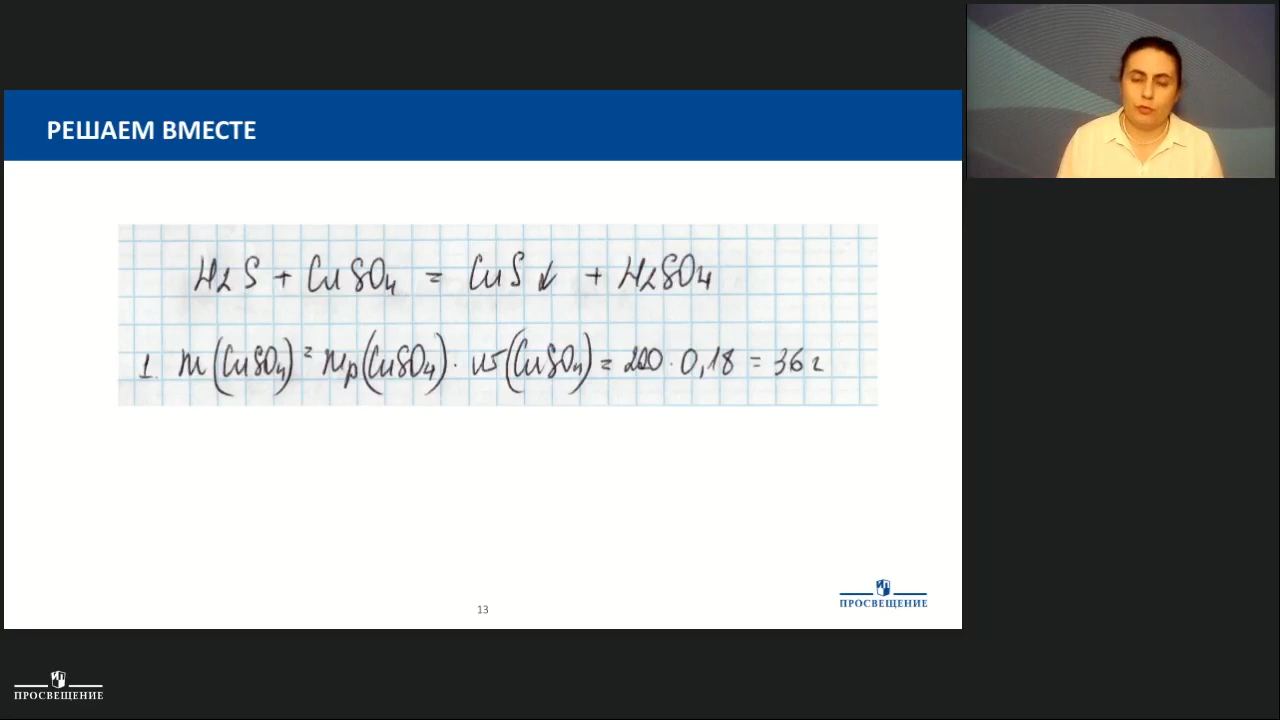 РЕШАЕМ ВМЕСТЕ
H2S + CuSO4 = CuS↓ + H2SO4
1. m(CuSO4) = mр(CuSO4) · w(CuSO4) = 200 · 0,18 = 36 г
ПРОСВЕЩЕНИЕ
13
ПРОСВЕЩЕНИЕ